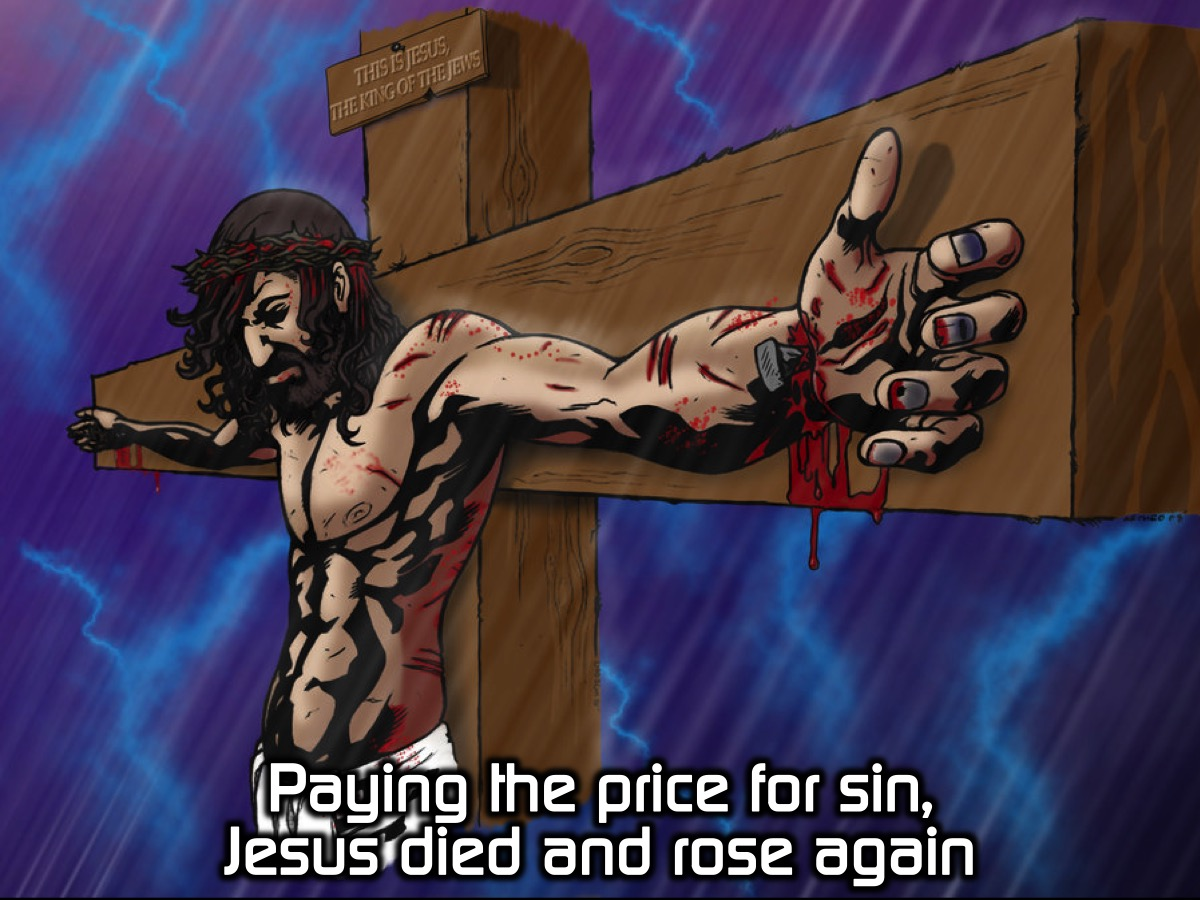 THIS IS JESUS,
THE KING OF THE JEWS
Paying the price for sin,
Jesus died and rose again